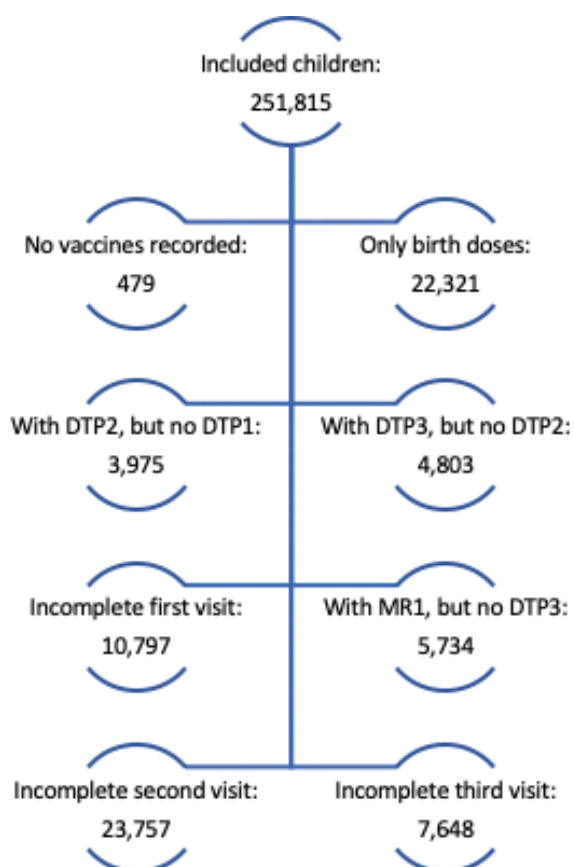 Included children:
251,815
No vaccines recorded:
479
Only birth doses:
22,321
With DTP2, but no DTP1:
3,975
With DTP3, but no DTP2:
4,803
Incomplete first visit:
10,797
With MR1, but no DTP3:
5,734
Incomplete second visit:
23,757
Incomplete third visit:
7,648